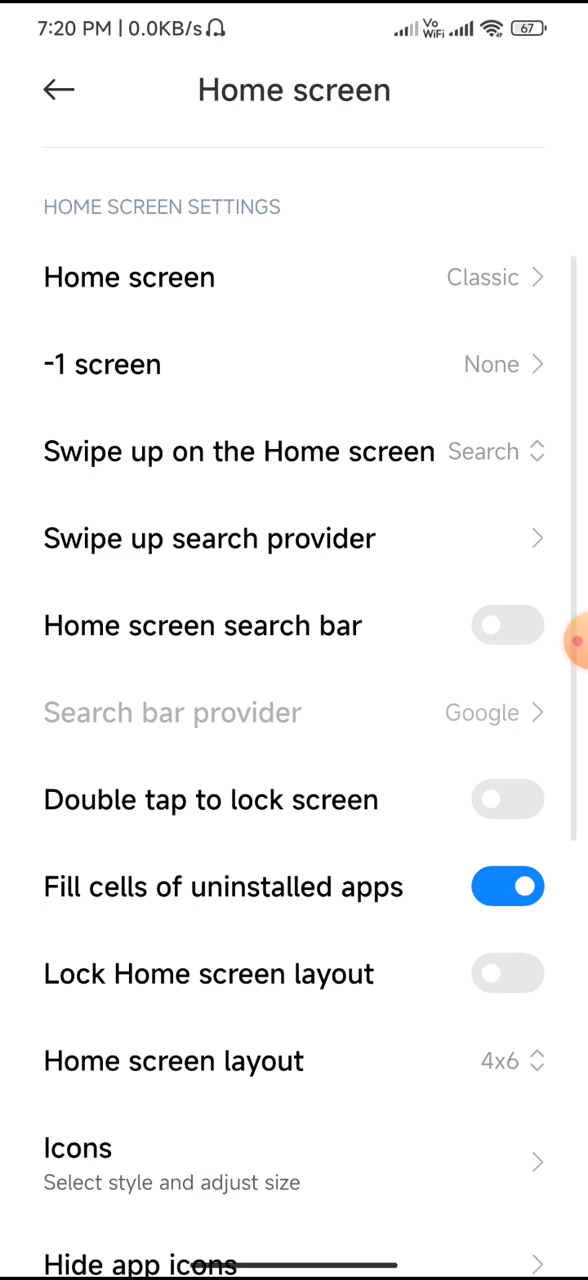 7:20 PM | 0.0KB/s Vo WiFi 67
Home screen
HOME SCREEN SETTINGS
Home screen Classic
-1 screen None
Swipe up on the Home screen Search
Swipe up search provider
Home screen search bar
Search bar provider Google
Double tap to lock screen
Fill cells of uninstalled apps
Lock Home screen layout
Home screen layout 4x6
Icons
Select style and adjust size
Hide app icons